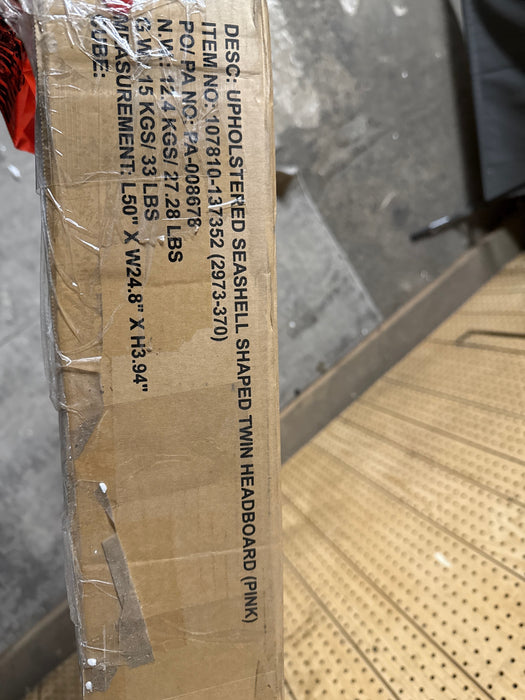 DESC: UPHOLSTERIED SEASHELL SHAPED TWIN HEADBOARD (PINK)
ITEM NO: 107810-137352 (2973-370)
PO/ PA NO: PA-008678
N.W.: 12.4 KGS/ 27.28 LBS
G.W.: 15 KGS/ 33 LBS
MEASUREMENT: L50" X W24.8" X H3.94"
CUBE: